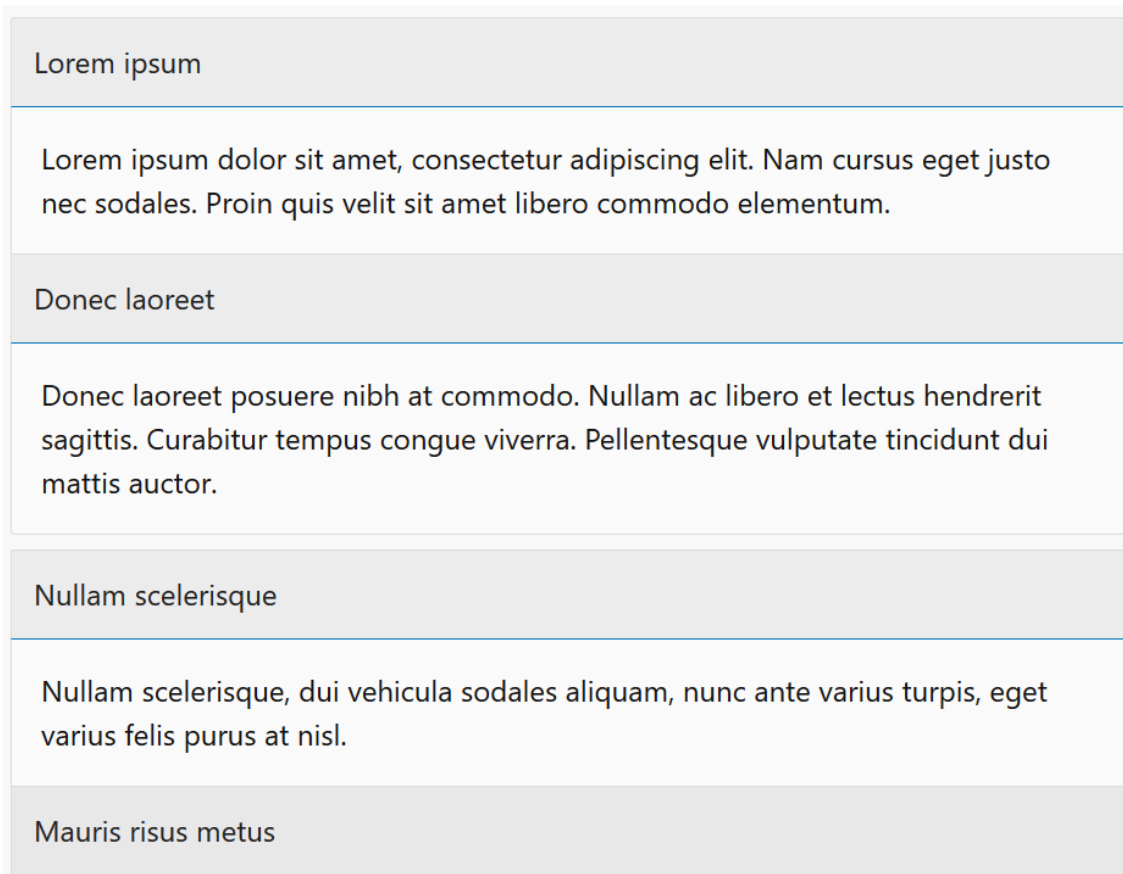 Lorem ipsum
Lorem ipsum dolor sit amet, consectetur adipiscing elit. Nam cursus eget justo
nec sodales. Proin quis velit sit amet libero commodo elementum.
Donec laoreet
Donec laoreet posuere nibh at commodo. Nullam ac libero et lectus hendrerit
sagittis. Curabitur tempus congue viverra. Pellentesque vulputate tincidunt dui
mattis auctor.
Nullam scelerisque
Nullam scelerisque, dui vehicula sodales aliquam, nunc ante varius turpis, eget
varius felis purus at nisl.
Mauris risus metus